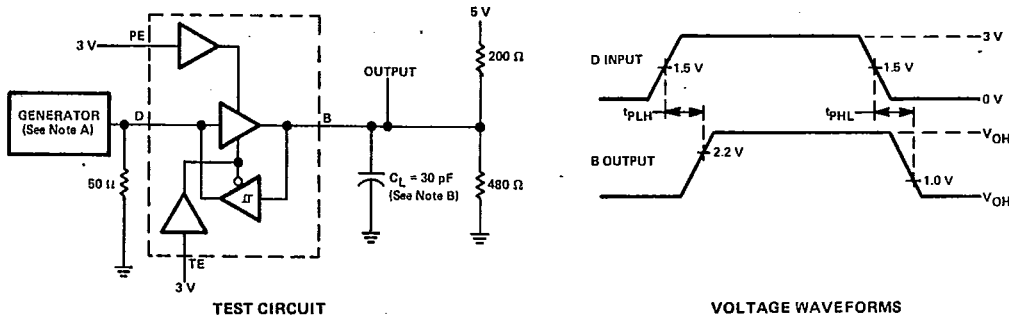 5 V
PE
3 V
200 Ω
OUTPUT
GENERATOR
(See Note A)
D
B
50 Ω
C_L = 30 pF
(See Note B)
480 Ω
TE
3 V
TEST CIRCUIT
3 V
D INPUT
1.5 V
1.5 V
0 V
t_PLH
t_PHL
V_OH
B OUTPUT
2.2 V
1.0 V
V_OH
VOLTAGE WAVEFORMS